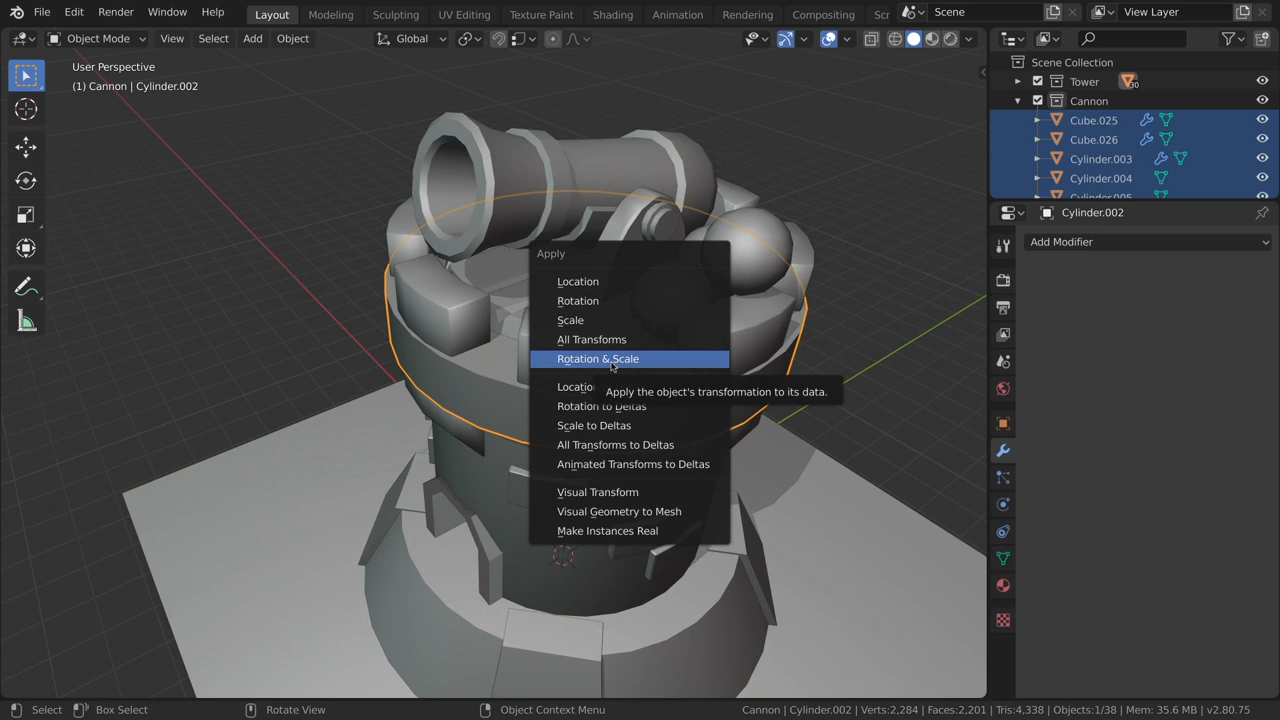 File Edit Render Window Help Layout Modeling Sculpting UV Editing Texture Paint Shading Animation Rendering Compositing Scr Scene View Layer
Object Mode View Select Add Object Global
User Perspective
(1) Cannon | Cylinder.002
Scene Collection
Tower 30
Cannon
Cube.025
Cube.026
Cylinder.003
Cylinder.004
Cylinder.005
Cylinder.002
Add Modifier
Apply
Location
Rotation
Scale
All Transforms
Rotation & Scale
Locatio
Apply the object's transformation to its data.
Rotation to Deltas
Scale to Deltas
All Transforms to Deltas
Animated Transforms to Deltas
Visual Transform
Visual Geometry to Mesh
Make Instances Real
Select Box Select Rotate View Object Context Menu Cannon | Cylinder.002 | Verts:2,284 | Faces:2,201 | Tris:4,338 | Objects:1/38 | Mem: 35.6 MB | v2.80.75